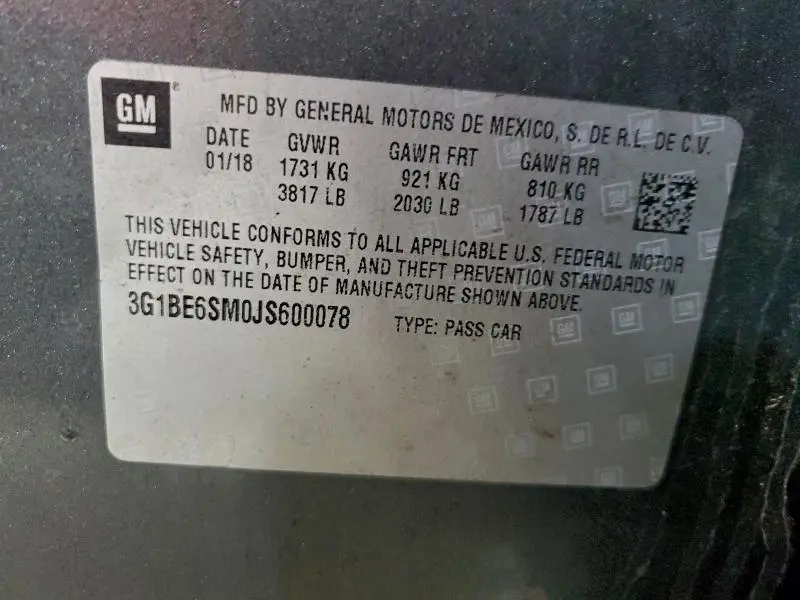 GM® MFD BY GENERAL MOTORS DE MEXICO, S. DE R.L. DE C.V.
DATE GVWR GAWR FRT GAWR RR
01/18 1731 KG 921 KG 810 KG
3817 LB 2030 LB 1787 LB
THIS VEHICLE CONFORMS TO ALL APPLICABLE U.S. FEDERAL MOTOR
VEHICLE SAFETY, BUMPER, AND THEFT PREVENTION STANDARDS IN
EFFECT ON THE DATE OF MANUFACTURE SHOWN ABOVE.
3G1BE6SM0JS600078 TYPE: PASS CAR